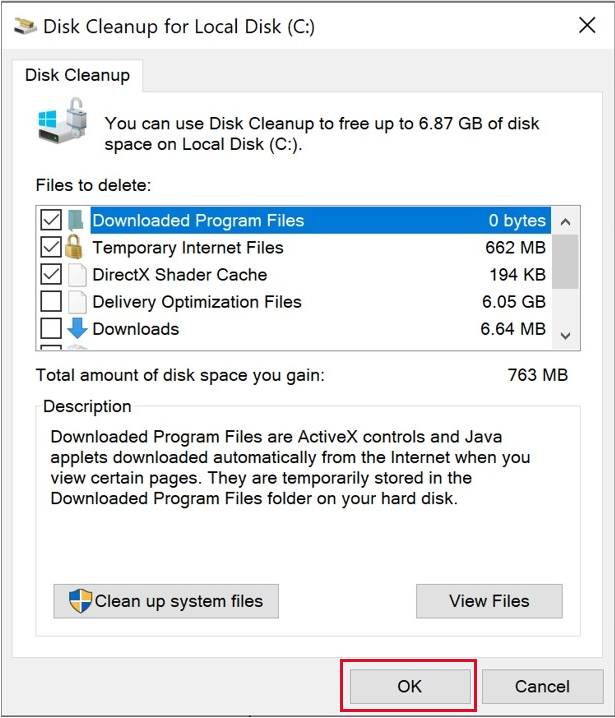 Disk Cleanup for Local Disk (C:)
Disk Cleanup
You can use Disk Cleanup to free up to 6.87 GB of disk
space on Local Disk (C:).
Files to delete:
Downloaded Program Files 0 bytes
Temporary Internet Files 662 MB
DirectX Shader Cache 194 KB
Delivery Optimization Files 6.05 GB
Downloads 6.64 MB
Total amount of disk space you gain: 763 MB
Description
Downloaded Program Files are ActiveX controls and Java
applets downloaded automatically from the Internet when you
view certain pages. They are temporarily stored in the
Downloaded Program Files folder on your hard disk.
Clean up system files View Files
OK Cancel